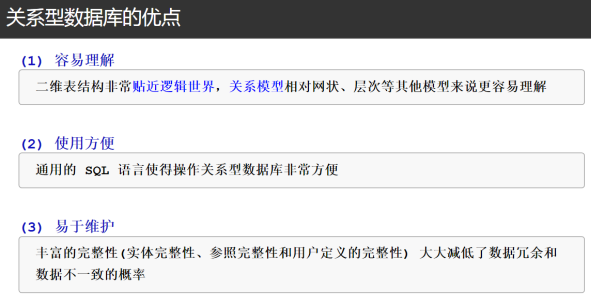 关系型数据库的优点
(1) 容易理解
二维表结构非常贴近逻辑世界，关系模型相对网状、层次等其他模型来说更容易理解
(2) 使用方便
通用的 SQL 语言使得操作关系型数据库非常方便
(3) 易于维护
丰富的完整性(实体完整性、参照完整性和用户定义的完整性) 大大减低了数据冗余和
数据不一致的概率